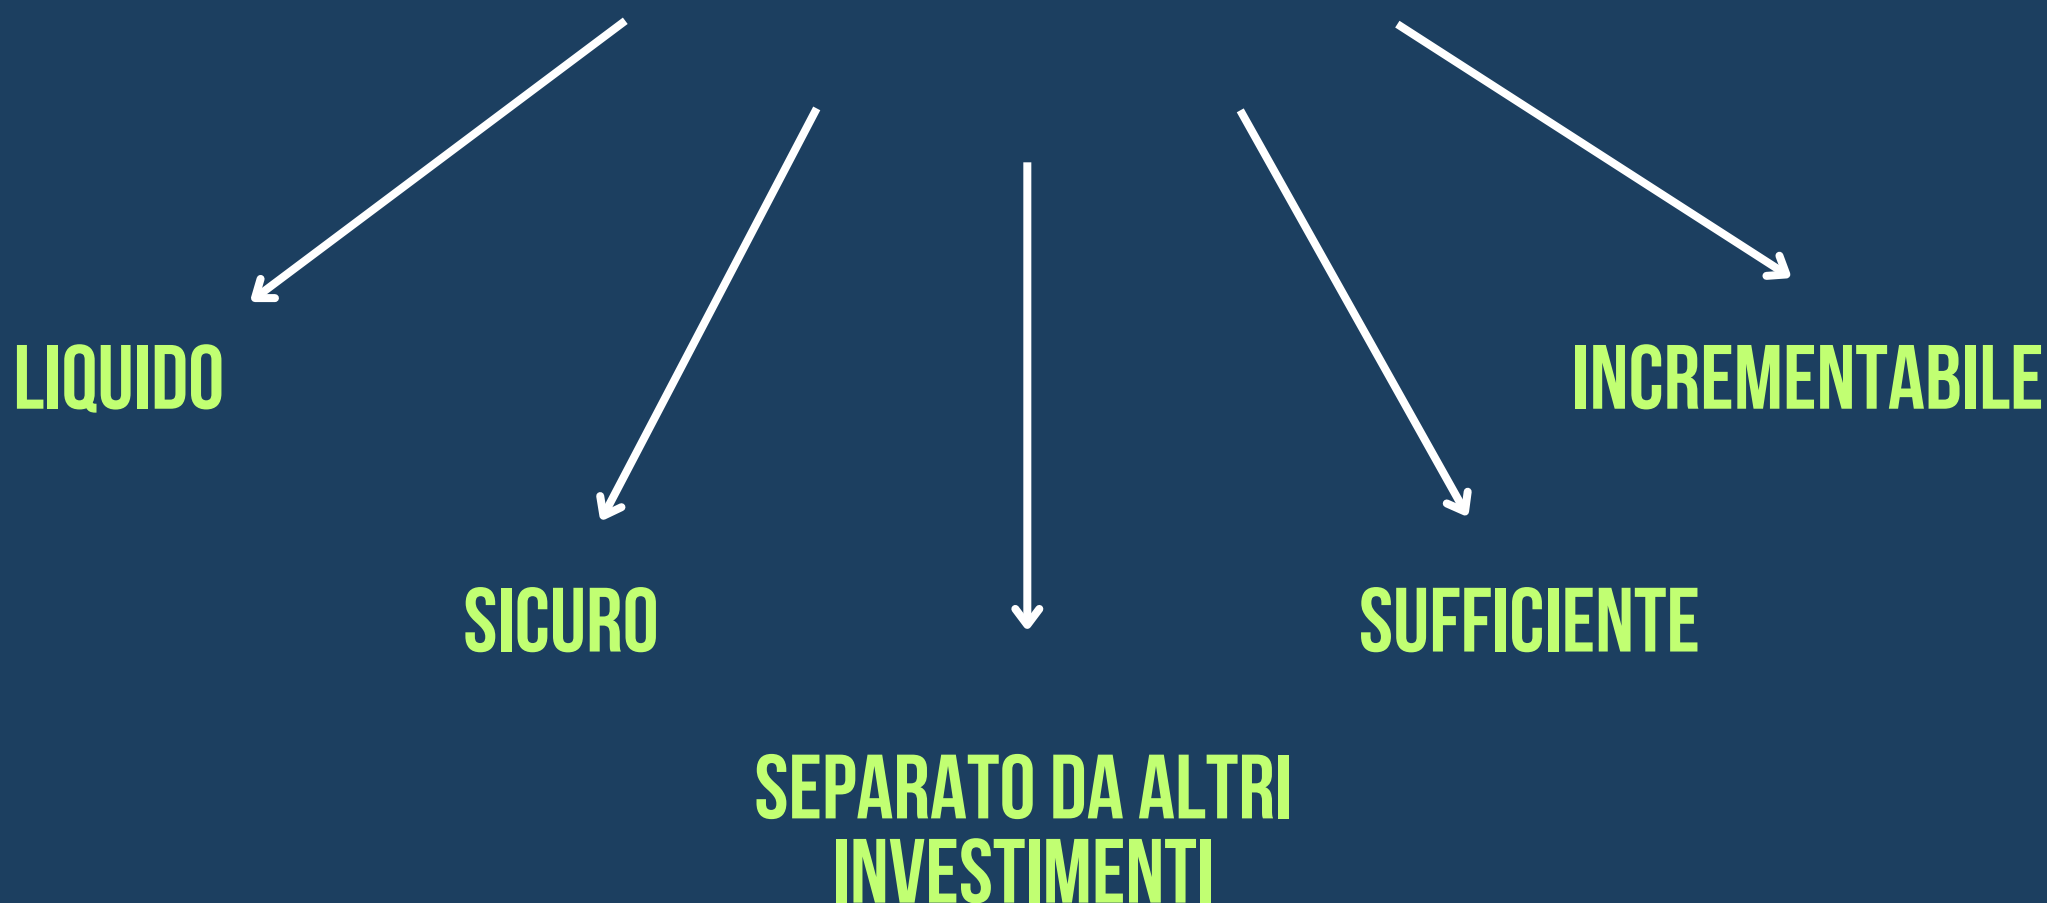 LIQUIDO
INCREMENTABILE
SICURO
SUFFICIENTE
SEPARATO DA ALTRI
INVESTIMENTI